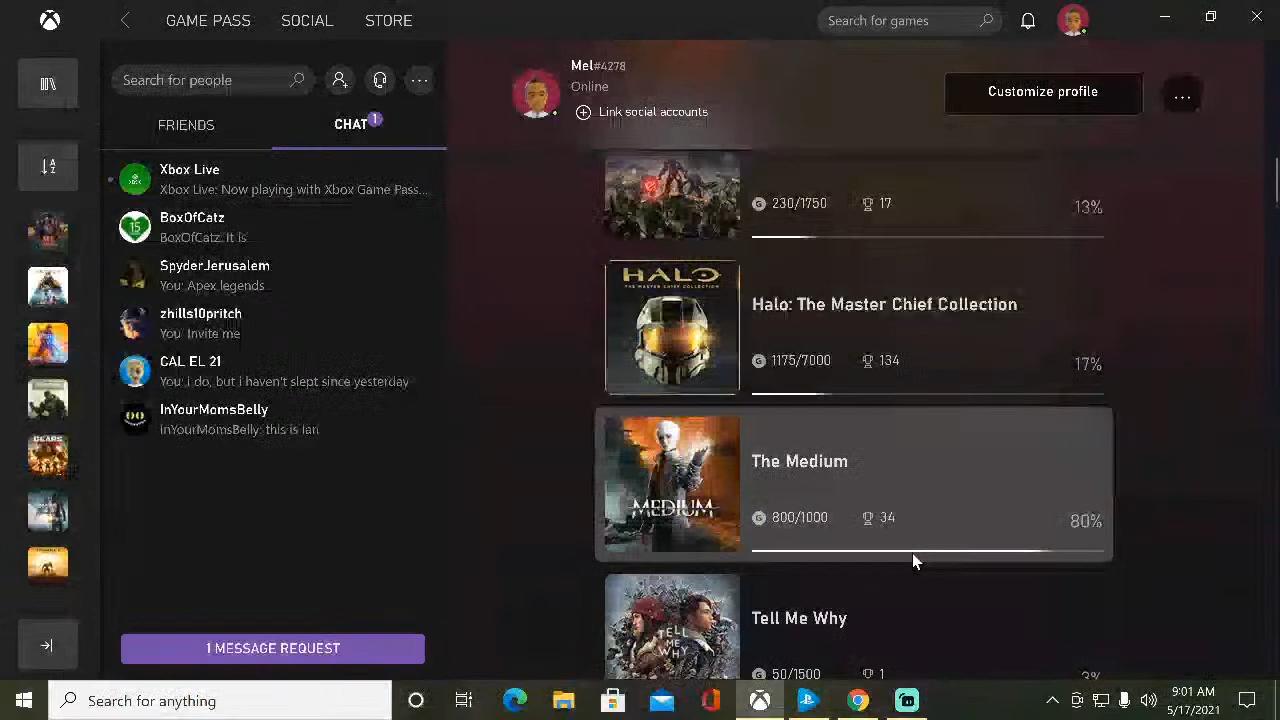 GAME PASS SOCIAL STORE
Search for games
Search for people
FRIENDS CHAT 1
Xbox Live
Xbox Live: Now playing with Xbox Game Pass...
BoxOfCatz
BoxOfCatz: It is
SpyderJerusalem
You: Apex legends
zhills10pritch
You: Invite me
CAL EL 21
You: i do, but i haven't slept since yesterday
InYourMomsBelly
InYourMomsBelly: this is Ian
1 MESSAGE REQUEST
Mel#4278
Online
Link social accounts
Customize profile
...
G 230/1750 17 13%
HALO
THE MASTER CHIEF COLLECTION
Halo: The Master Chief Collection
G 1175/7000 134 17%
MEDIUM
The Medium
G 800/1000 34 80%
TELL ME WHY
Tell Me Why
50/1500 1
GEARS
15
Search for anything
9:01 AM
5/17/2021